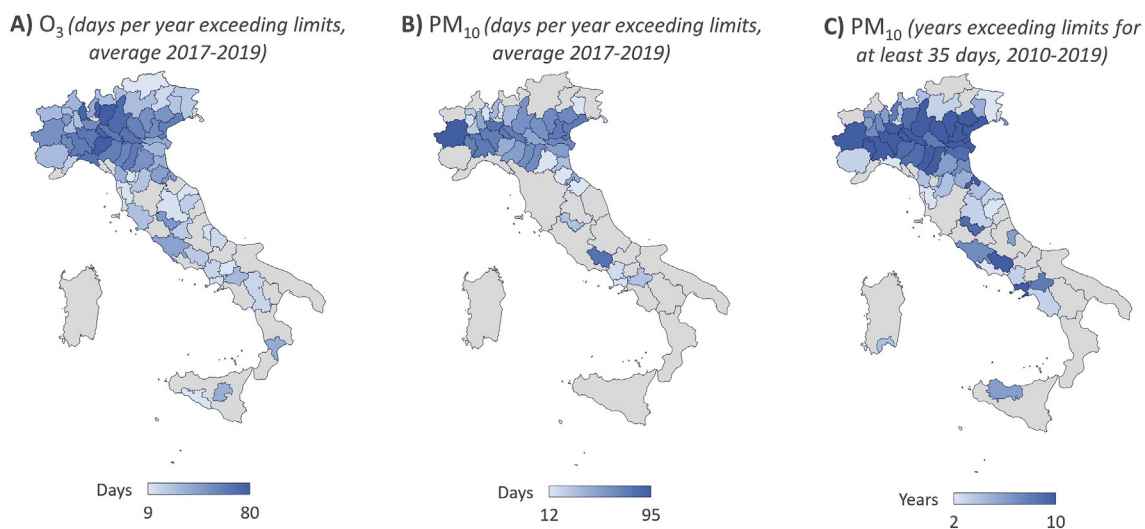 A) O₃ (days per year exceeding limits,
average 2017-2019)
B) PM₁₀ (days per year exceeding limits,
average 2017-2019)
C) PM₁₀ (years exceeding limits for
at least 35 days, 2010-2019)
Days
9 80
Days
12 95
Years
2 10